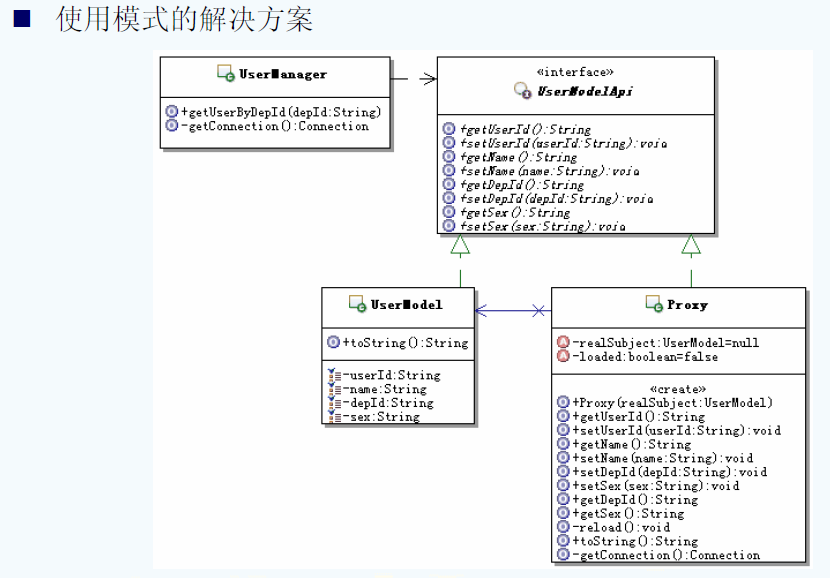 使用模式的解决方案
UserManager
+getUserByDepId(depId:String)
-getConnection():Connection
«interface»
UserModelApi
+getUserId():String
+setUserId(userId:String):void
+getName():String
+setName(name:String):void
+getDepId():String
+setDepId(depId:String):void
+getSex():String
+setSex(sex:String):void
UserModel
+toString():String
-userId:String
-name:String
-depId:String
-sex:String
Proxy
-realSubject:UserModel=null
-loaded:boolean=false
«create»
+Proxy(realSubject:UserModel)
+getUserId():String
+setUserId(userId:String):void
+getName():String
+setName(name:String):void
+setDepId(depId:String):void
+setSex(sex:String):void
+getDepId():String
+getSex():String
-reload():void
+toString():String
-getConnection():Connection